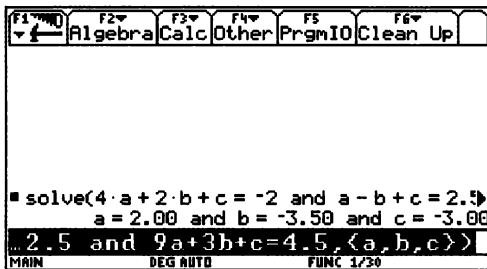 F1 F2 F3 F4 F5 F6
Algebra Calc Other PrgmIO Clean Up
solve(4·a+2·b+c=-2 and a-b+c=2.5
a=2.00 and b=-3.50 and c=-3.00
…2.5 and 9a+3b+c=4.5,{a,b,c})
MAIN DEG AUTO FUNC 1/30